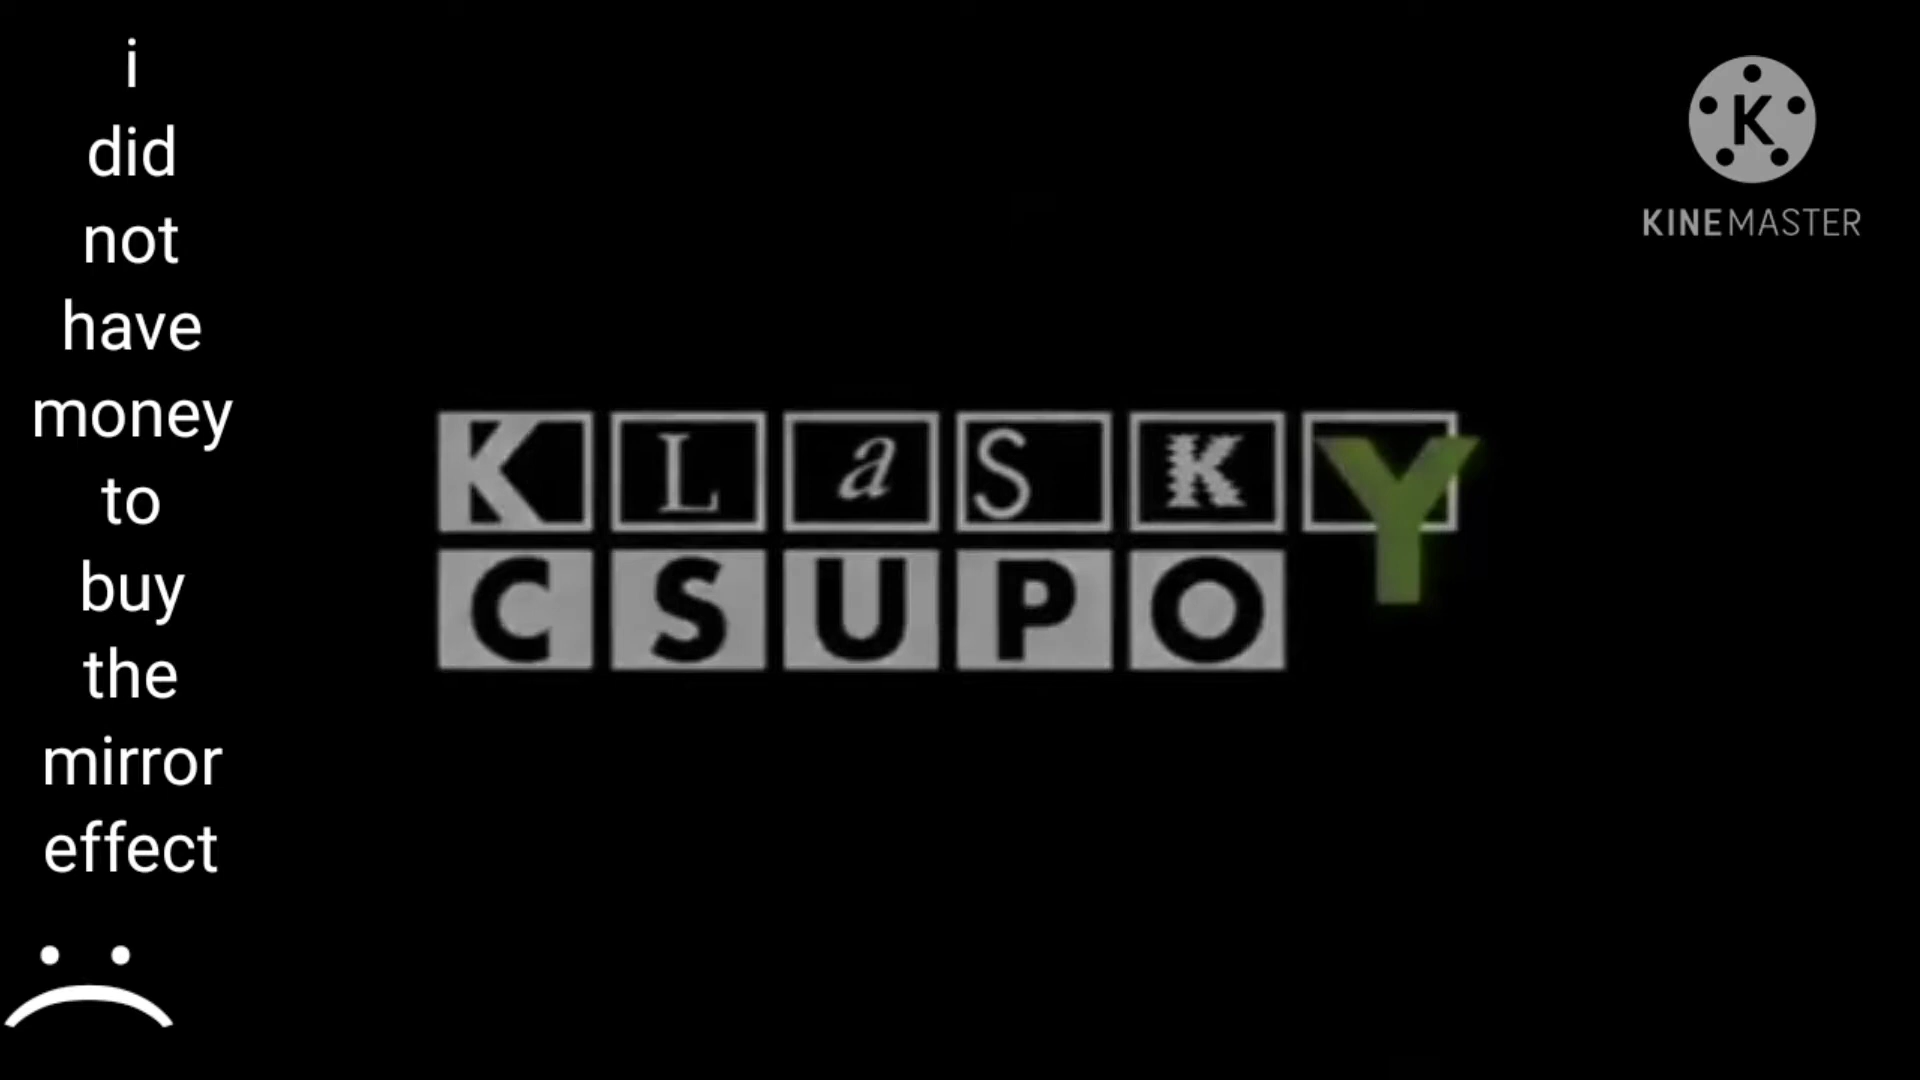 i
did
not
have
money
to
buy
the
mirror
effect
K
KINEMASTER
KLaSKY
CSUPO